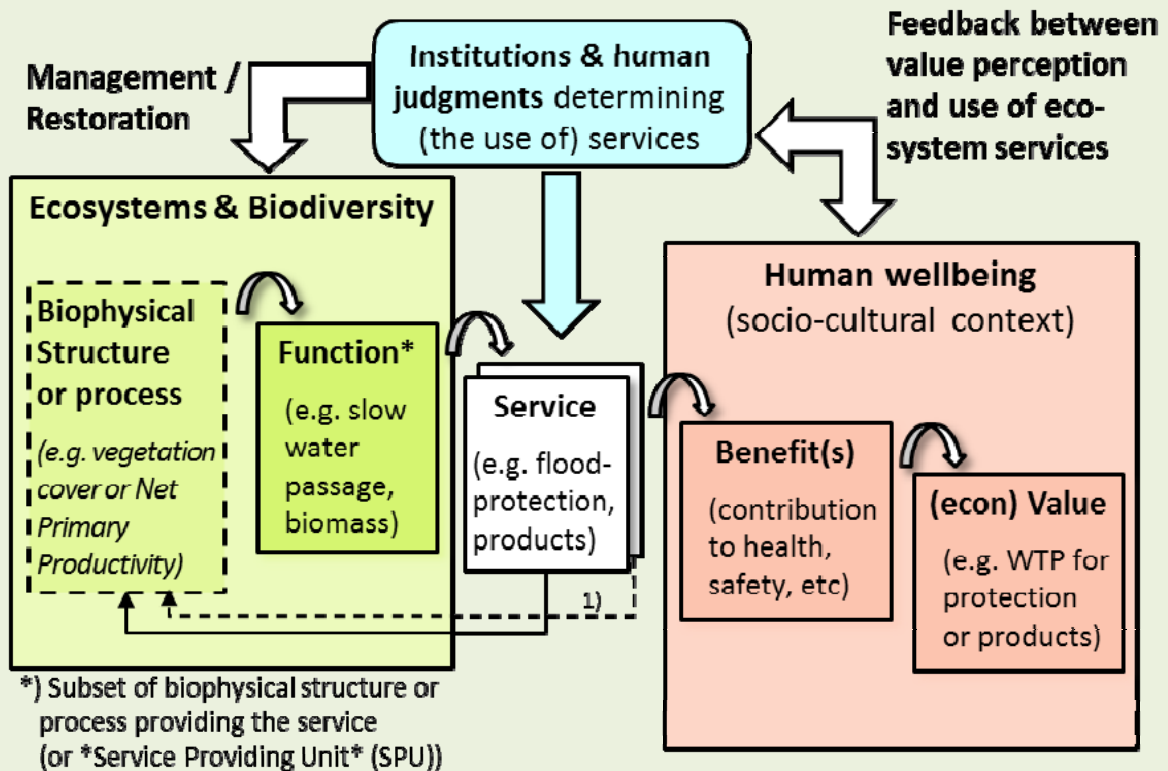 Management /
Restoration
Institutions & human
judgments determining
(the use of) services
Feedback between
value perception
and use of eco-
system services
Ecosystems & Biodiversity
Biophysical
Structure
or process
(e.g. vegetation
cover or Net
Primary
Productivity)
Function*
(e.g. slow
water
passage,
biomass)
Service
(e.g. flood-
protection,
products)
1)
Human wellbeing
(socio-cultural context)
Benefit(s)
(contribution
to health,
safety, etc)
(econ) Value
(e.g. WTP for
protection
or products)
*) Subset of biophysical structure or
process providing the service
(or *Service Providing Unit* (SPU))